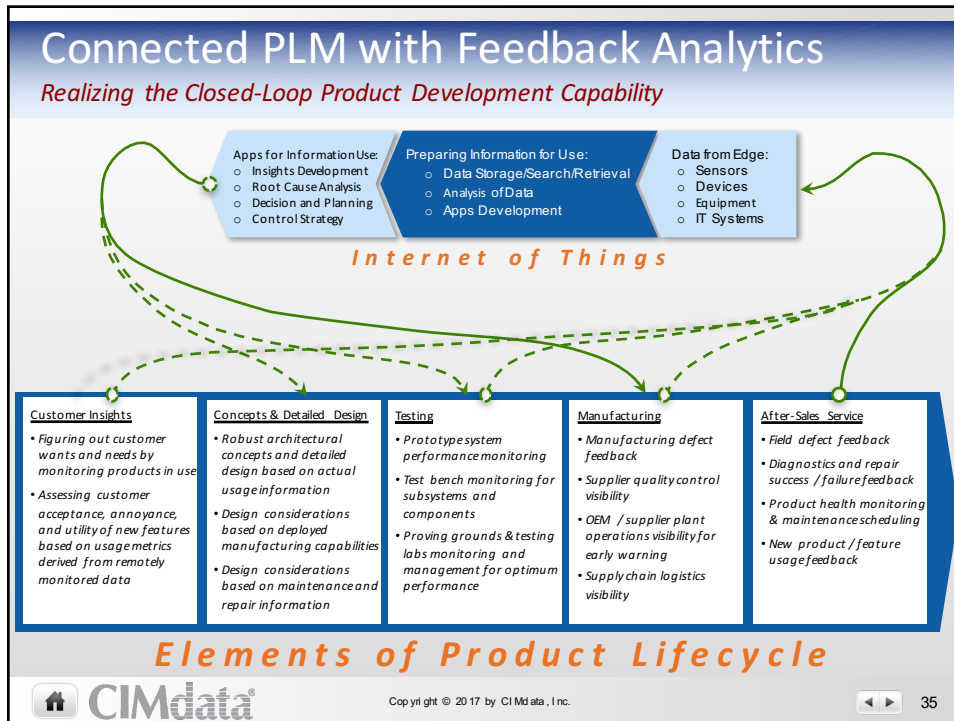 Connected PLM with Feedback Analytics
Realizing the Closed-Loop Product Development Capability
Apps for Information Use:
o Insights Development
o Root Cause Analysis
o Decision and Planning
o Control Strategy
Preparing Information for Use:
o Data Storage/Search/Retrieval
o Analysis of Data
o Apps Development
Data from Edge:
o Sensors
o Devices
o Equipment
o IT Systems
Internet of Things
Customer Insights
• Figuring out customer
wants and needs by
monitoring products in use
• Assessing customer
acceptance, annoyance,
and utility of new features
based on usage metrics
derived from remotely
monitored data
Concepts & Detailed Design
• Robust architectural
concepts and detailed
design based on actual
usage information
• Design considerations
based on deployed
manufacturing capabilities
• Design considerations
based on maintenance and
repair information
Testing
• Prototype system
performance monitoring
• Test bench monitoring for
subsystems and
components
• Proving grounds & testing
labs monitoring and
management for optimum
performance
Manufacturing
• Manufacturing defect
feedback
• Supplier quality control
visibility
• OEM / supplier plant
operations visibility for
early warning
• Supply chain logistics
visibility
After-Sales Service
• Field defect feedback
• Diagnostics and repair
success / failure feedback
• Product health monitoring
& maintenance scheduling
• New product / feature
usage feedback
Elements of Product Lifecycle
CIMdata®
Copyright © 2017 by CIMdata, Inc.
35